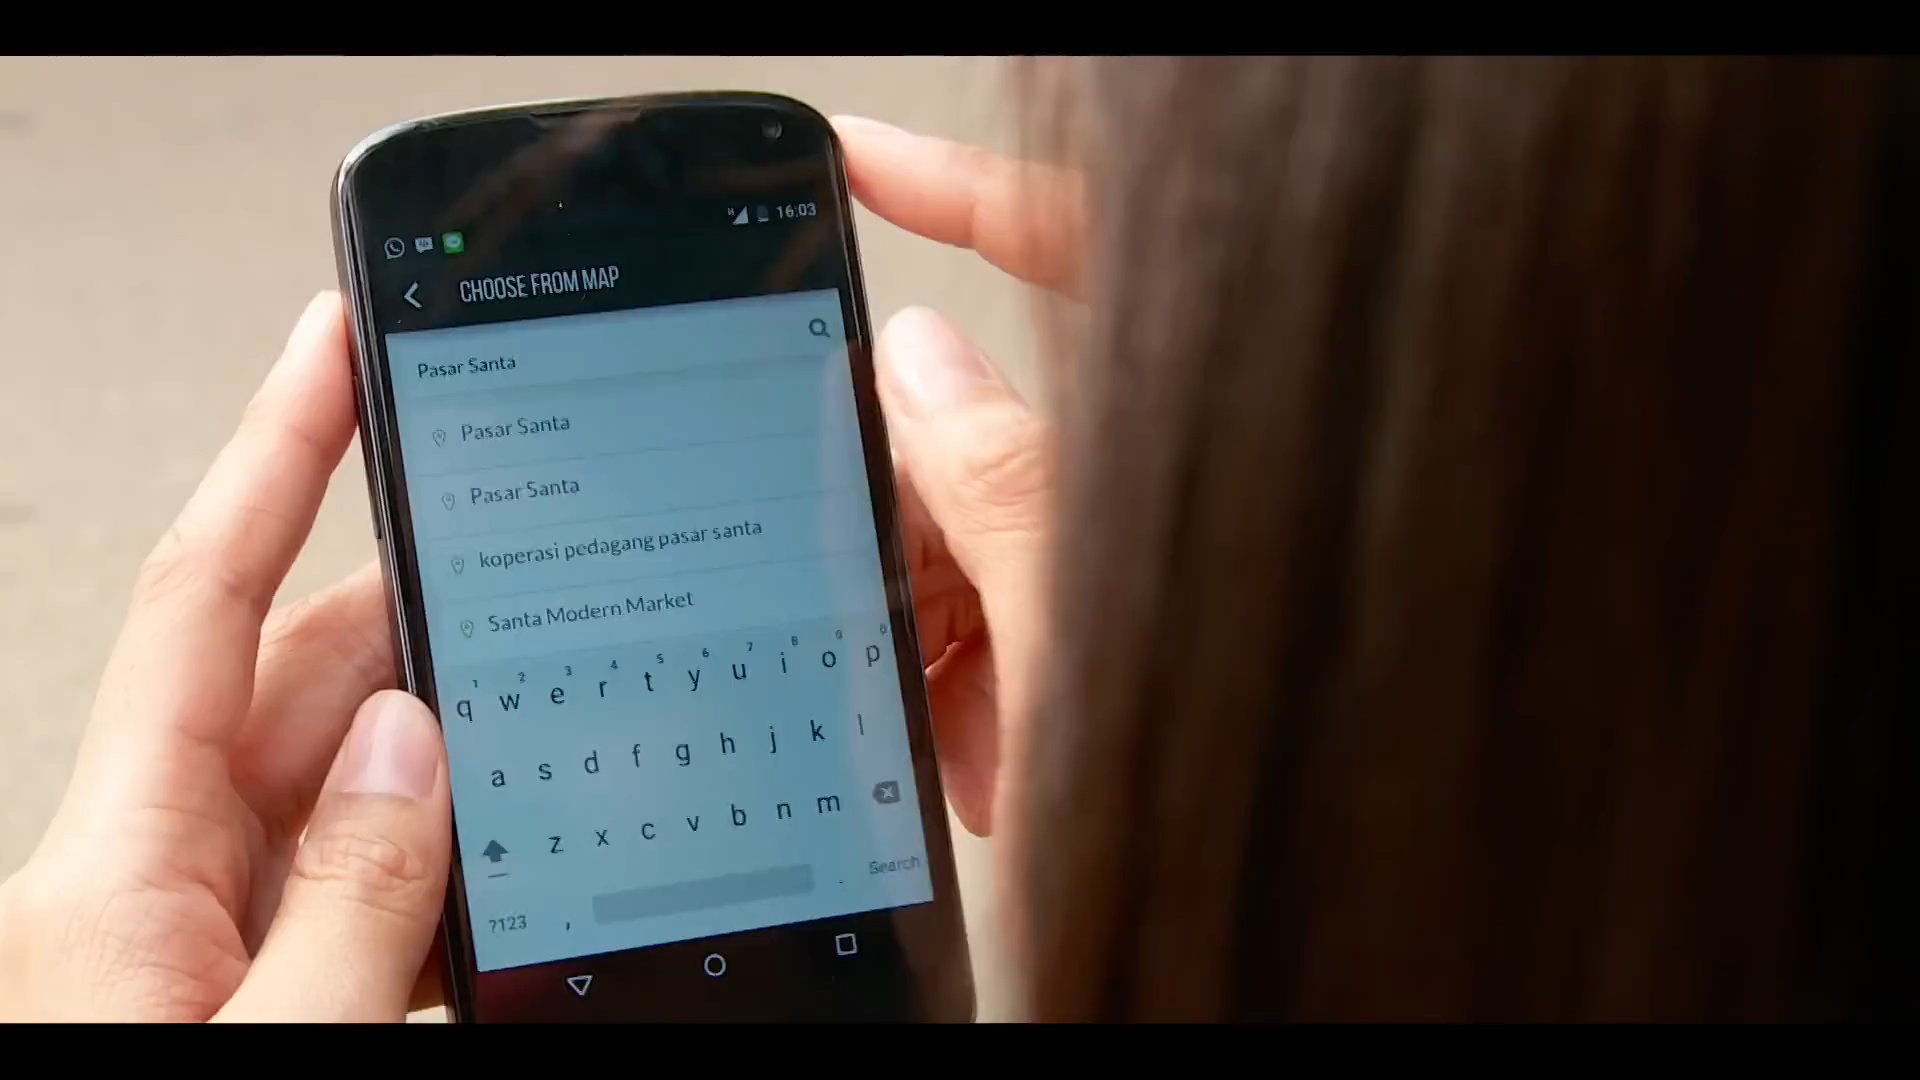 16:03
CHOOSE FROM MAP
Pasar Santa
Pasar Santa
Pasar Santa
koperasi pedagang pasar santa
Santa Modern Market
1 2 3 4 5 6 7 8 9 0
q w e r t y u i o p
a s d f g h j k l
z x c v b n m
?123 , . Search